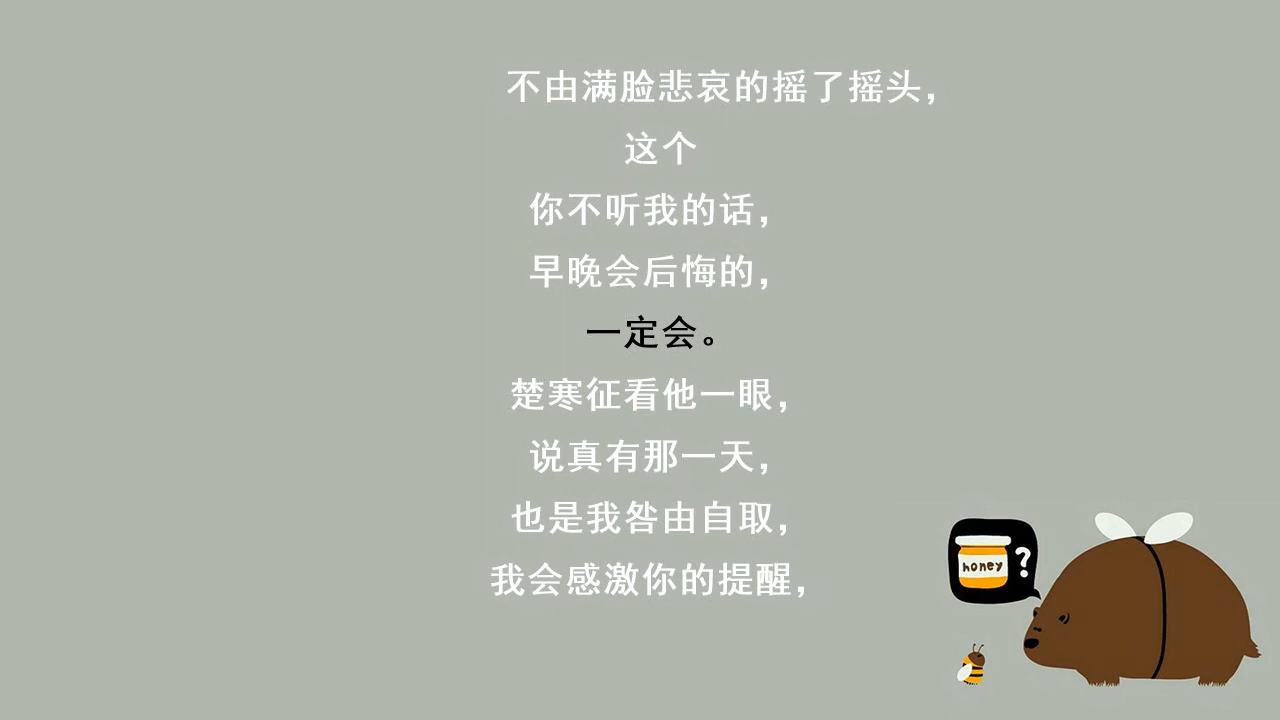 不由满脸悲哀的摇了摇头，
这个
你不听我的话，
早晚会后悔的，
一定会。
楚寒征看他一眼，
说真有那一天，
也是我咎由自取，
我会感激你的提醒，
honey
?